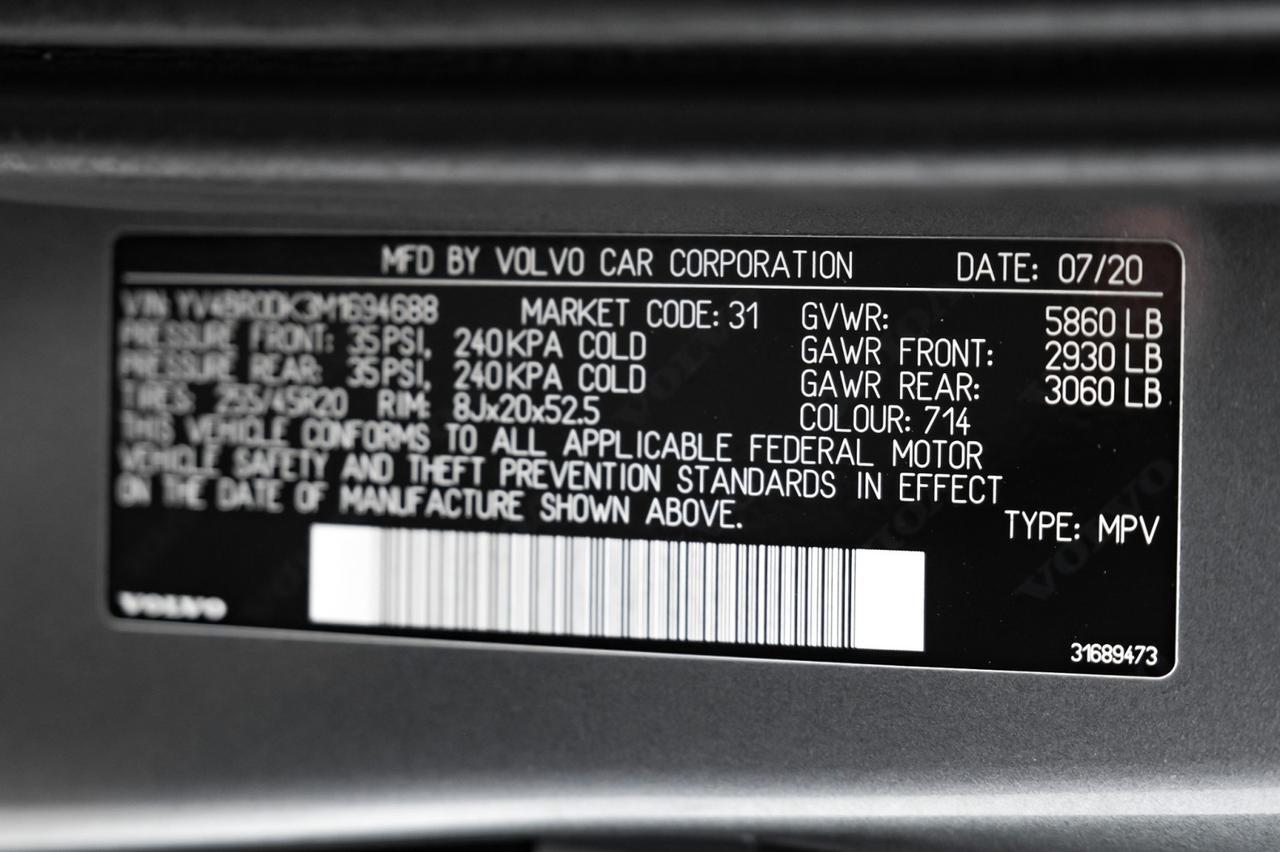 MFD BY VOLVO CAR CORPORATION DATE: 07/20
VIN YV4BR0DK3M1694688 MARKET CODE: 31 GVWR: 5860 LB
PRESSURE FRONT: 35 PSI, 240 KPA COLD GAWR FRONT: 2930 LB
PRESSURE REAR: 35 PSI, 240 KPA COLD GAWR REAR: 3060 LB
TIRES: 255/45R20 RIM: 8Jx20x52.5 COLOUR: 714
THIS VEHICLE CONFORMS TO ALL APPLICABLE FEDERAL MOTOR
VEHICLE SAFETY AND THEFT PREVENTION STANDARDS IN EFFECT
ON THE DATE OF MANUFACTURE SHOWN ABOVE.
TYPE: MPV
VOLVO
31689473